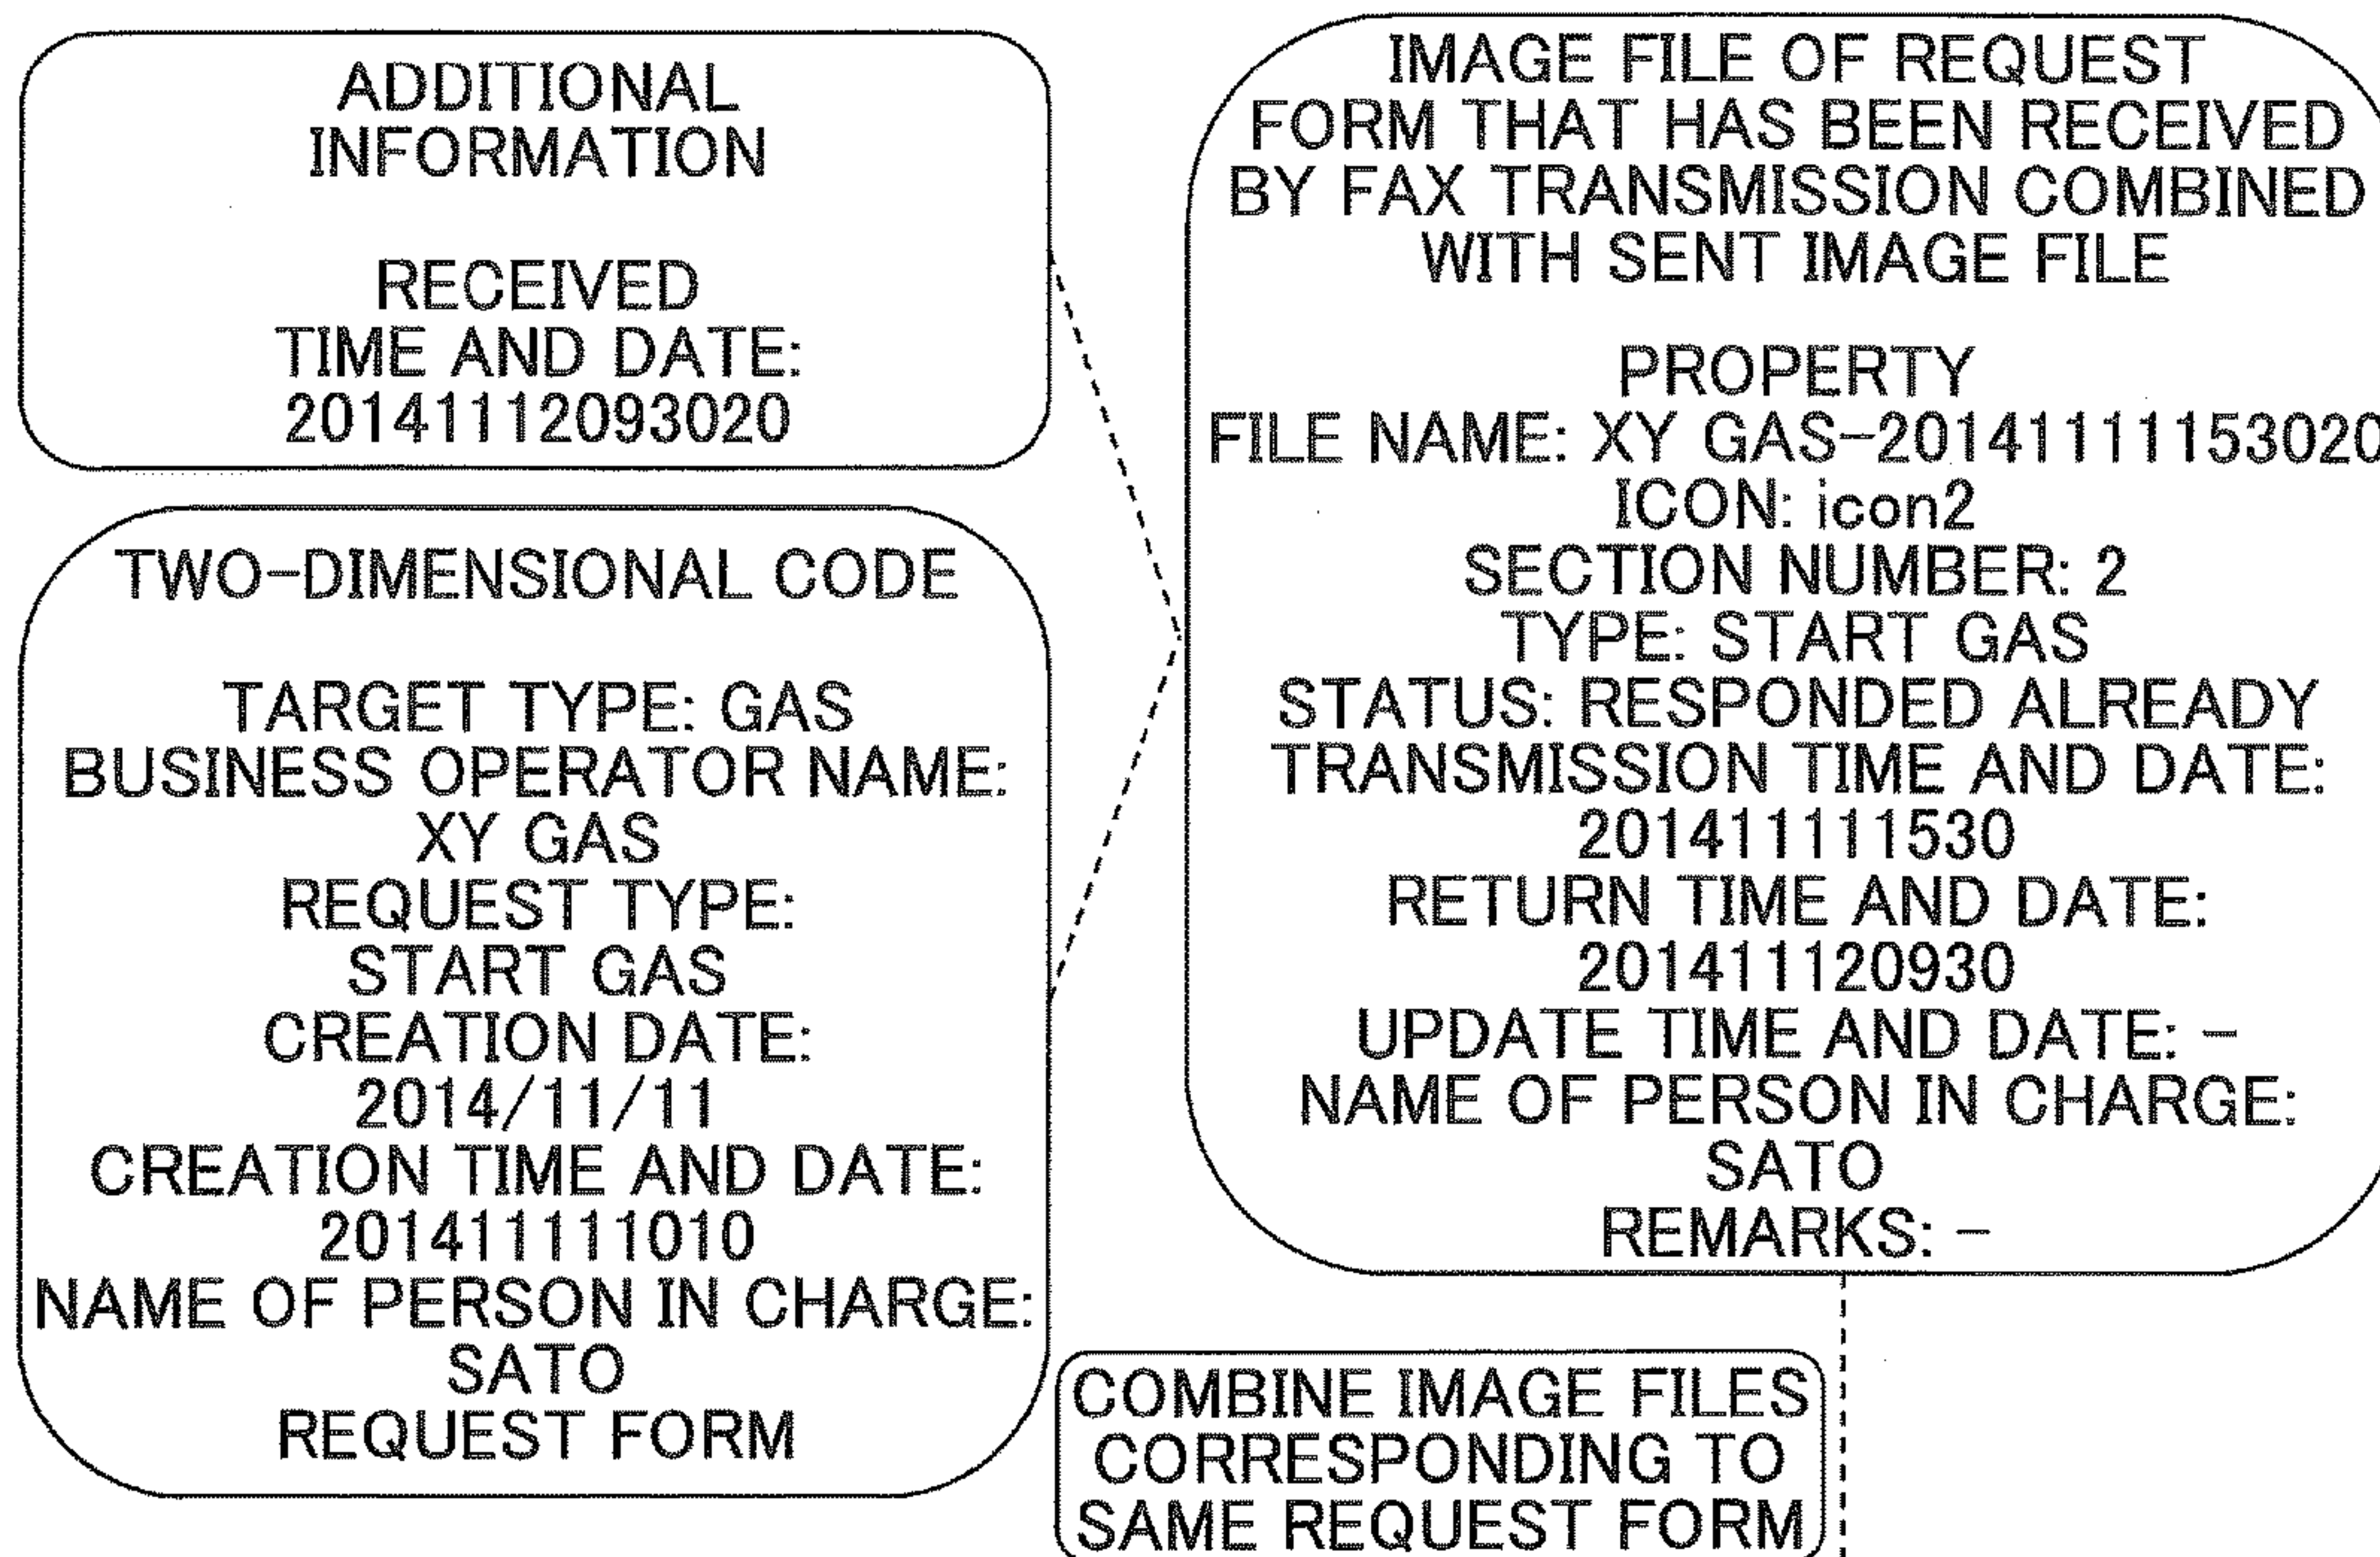 ADDITIONAL
INFORMATION
RECEIVED
TIME AND DATE:
20141112093020
TWO-DIMENSIONAL CODE
TARGET TYPE: GAS
BUSINESS OPERATOR NAME:
XY GAS
REQUEST TYPE:
START GAS
CREATION DATE:
2014/11/11
CREATION TIME AND DATE:
201411111010
NAME OF PERSON IN CHARGE:
SATO
REQUEST FORM
IMAGE FILE OF REQUEST
FORM THAT HAS BEEN RECEIVED
BY FAX TRANSMISSION COMBINED
WITH SENT IMAGE FILE
PROPERTY
FILE NAME: XY GAS-20141111153020
ICON: icon2
SECTION NUMBER: 2
TYPE: START GAS
STATUS: RESPONDED ALREADY
TRANSMISSION TIME AND DATE:
201411111530
RETURN TIME AND DATE:
201411120930
UPDATE TIME AND DATE: -
NAME OF PERSON IN CHARGE:
SATO
REMARKS: -
COMBINE IMAGE FILES
CORRESPONDING TO
SAME REQUEST FORM